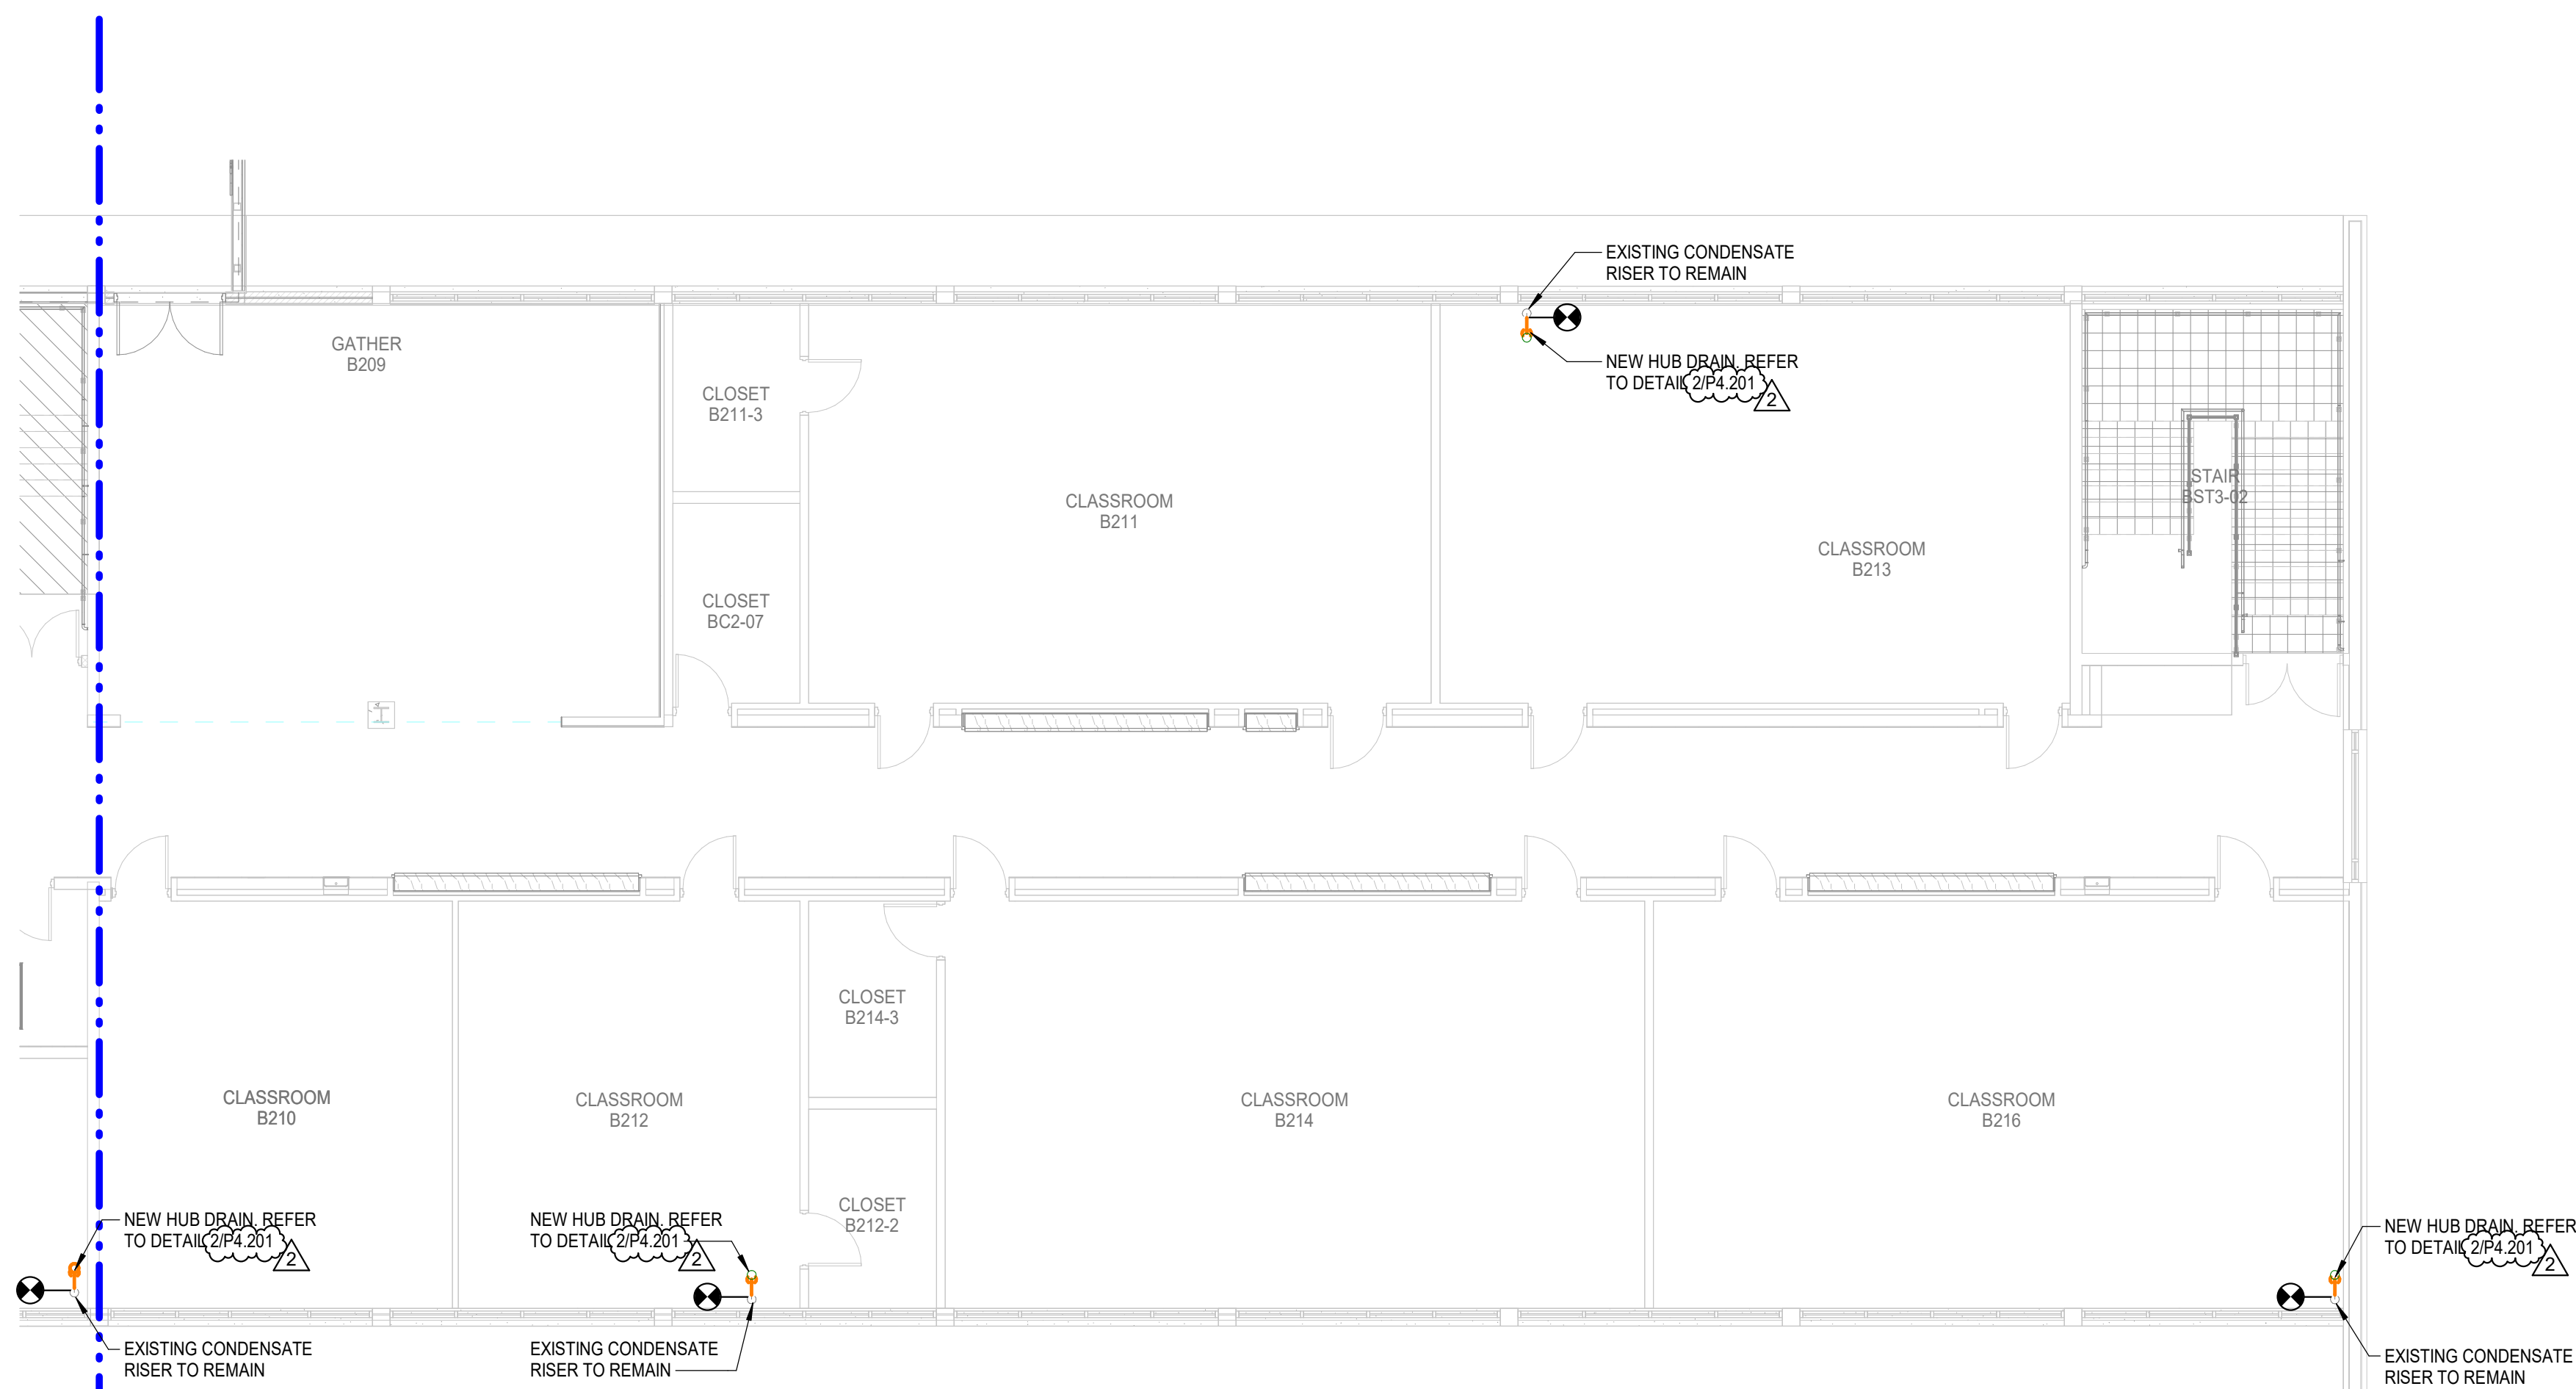 EXISTING CONDENSATE
RISER TO REMAIN
NEW HUB DRAIN. REFER
TO DETAIL 2/P4.201
2
GATHER
B209
CLOSET
B211-3
CLASSROOM
B211
CLASSROOM
B213
STAIR
BST3-02
CLOSET
BC2-07
CLOSET
B214-3
CLASSROOM
B210
CLASSROOM
B212
CLASSROOM
B214
CLASSROOM
B216
CLOSET
B212-2
NEW HUB DRAIN. REFER
TO DETAIL 2/P4.201
2
EXISTING CONDENSATE
RISER TO REMAIN
NEW HUB DRAIN. REFER
TO DETAIL 2/P4.201
2
EXISTING CONDENSATE
RISER TO REMAIN
NEW HUB DRAIN. REFER
TO DETAIL 2/P4.201
2
EXISTING CONDENSATE
RISER TO REMAIN